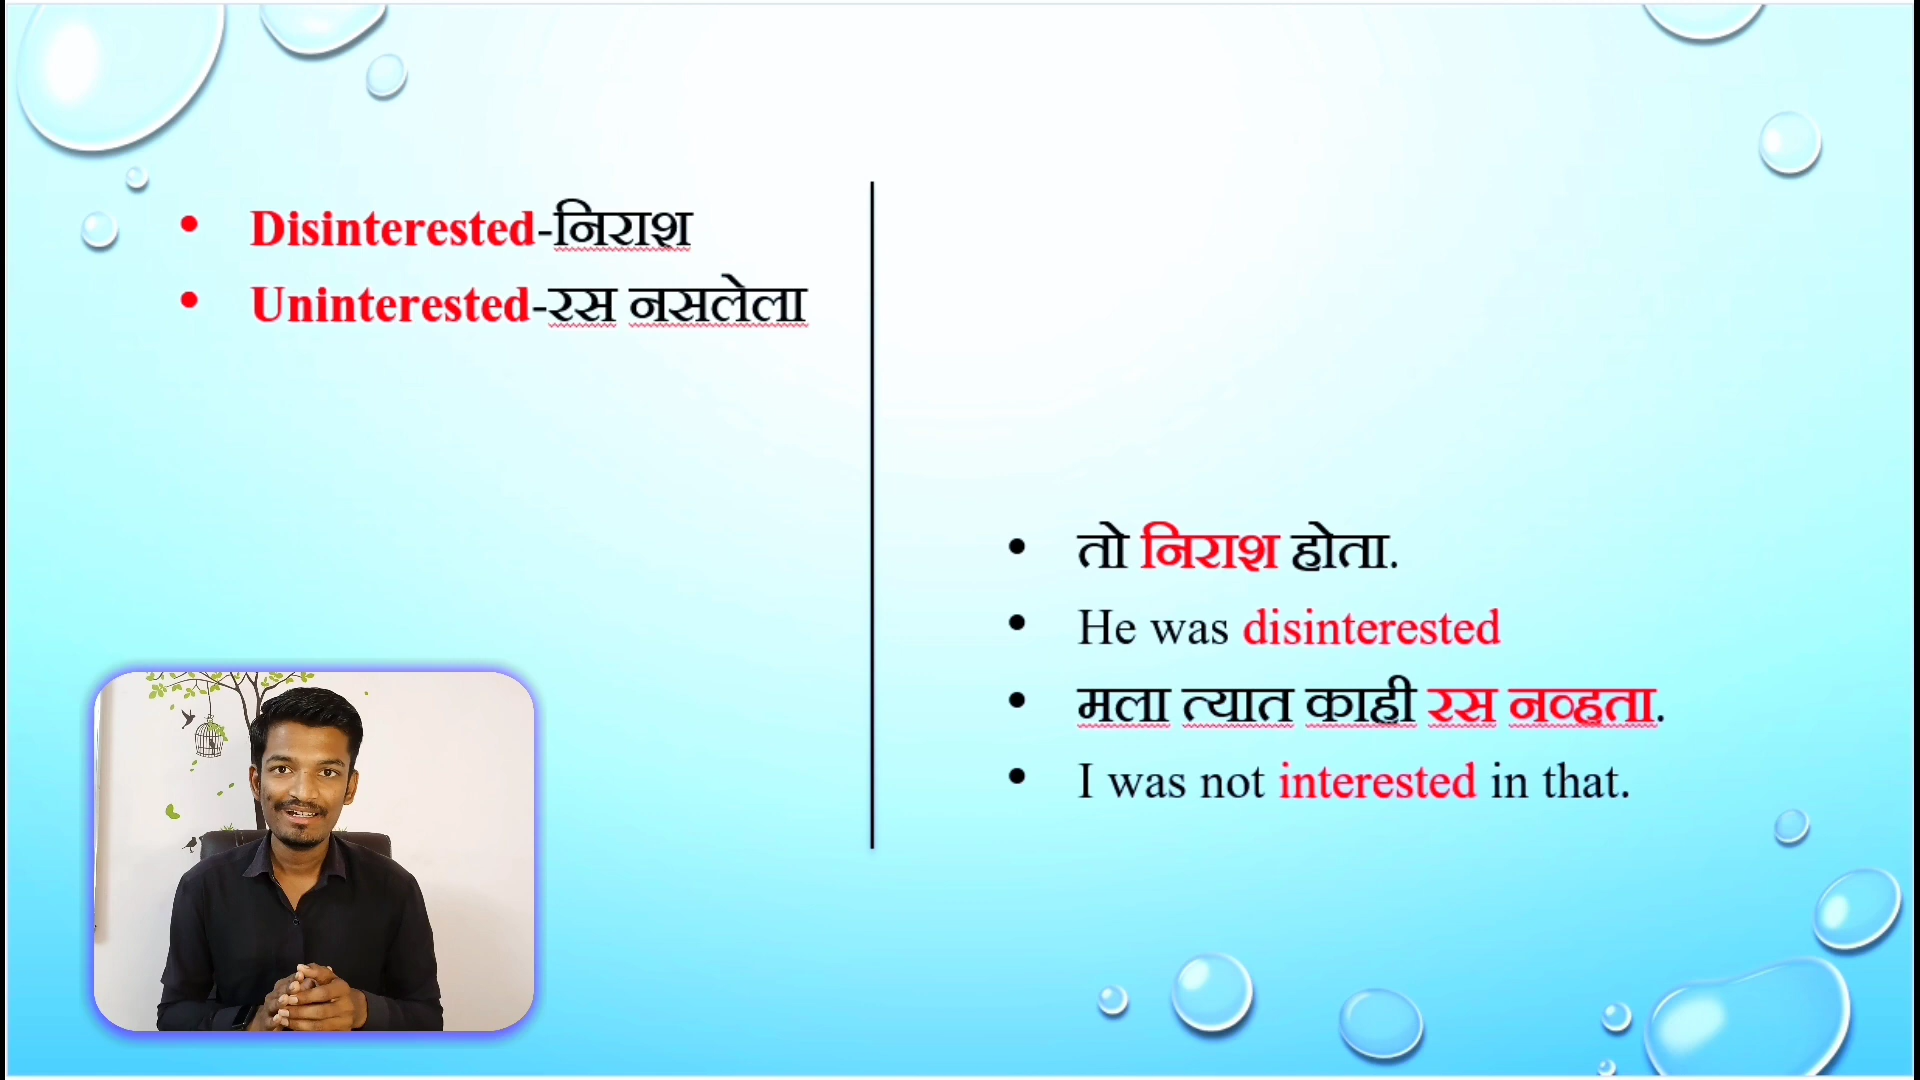 Disinterested-निराश
Uninterested-रस नसलेला
तो निराश होता.
He was disinterested
मला त्यात काही रस नव्हता.
I was not interested in that.